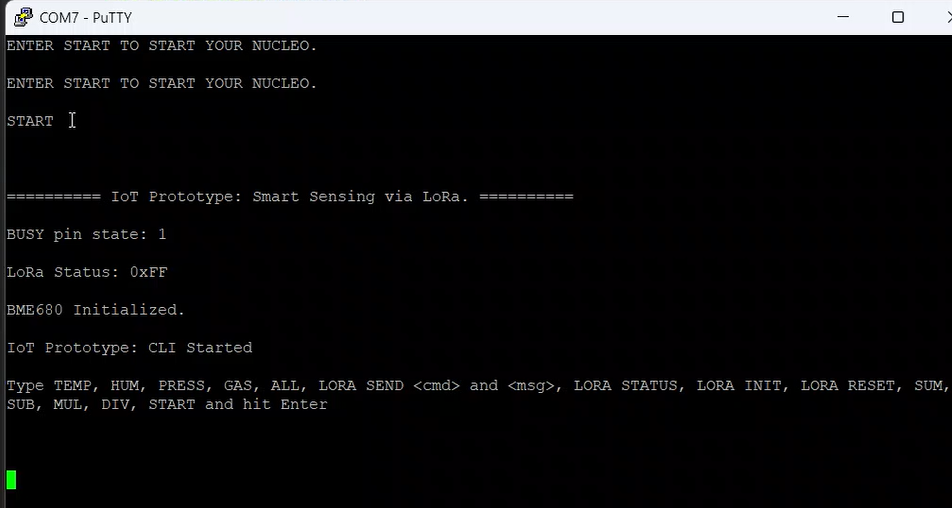 COM7 - PuTTY
ENTER START TO START YOUR NUCLEO.
ENTER START TO START YOUR NUCLEO.
START
========== IoT Prototype: Smart Sensing via LoRa. ==========
BUSY pin state: 1
LoRa Status: 0xFF
BME680 Initialized.
IoT Prototype: CLI Started
Type TEMP, HUM, PRESS, GAS, ALL, LORA SEND <cmd> and <msg>, LORA STATUS, LORA INIT, LORA RESET, SUM,
SUB, MUL, DIV, START and hit Enter